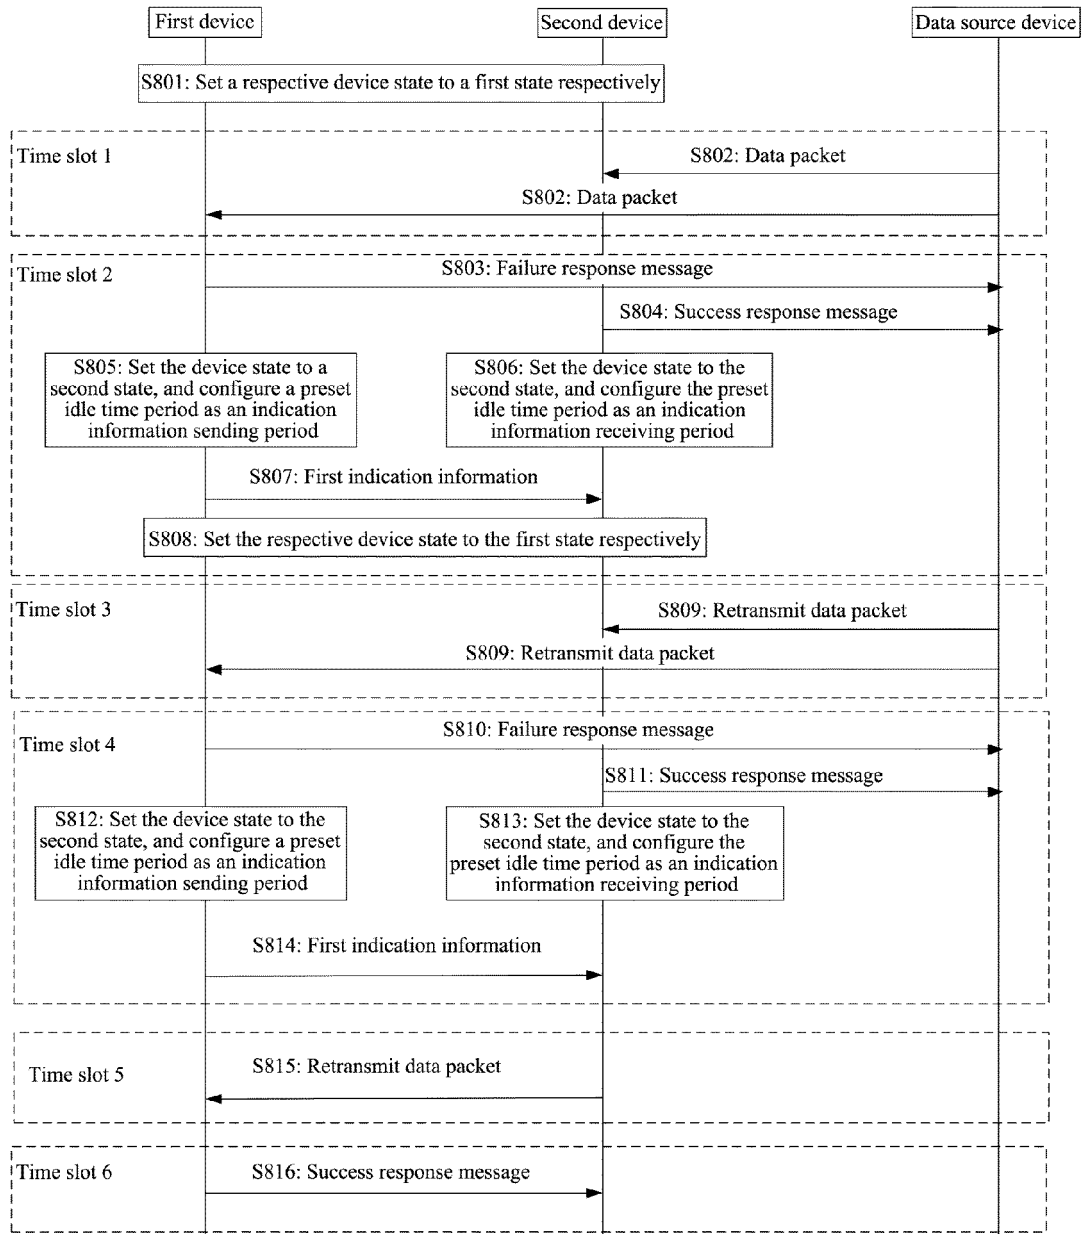 First device
Second device
Data source device
S801: Set a respective device state to a first state respectively
Time slot 1
S802: Data packet
S802: Data packet
Time slot 2
S803: Failure response message
S804: Success response message
S805: Set the device state to a
second state, and configure a preset
idle time period as an indication
information sending period
S806: Set the device state to the
second state, and configure the preset
idle time period as an indication
information receiving period
S807: First indication information
S808: Set the respective device state to the first state respectively
Time slot 3
S809: Retransmit data packet
S809: Retransmit data packet
Time slot 4
S810: Failure response message
S811: Success response message
S812: Set the device state to the
second state, and configure a preset
idle time period as an indication
information sending period
S813: Set the device state to the
second state, and configure the
preset idle time period as an indication
information receiving period
S814: First indication information
Time slot 5
S815: Retransmit data packet
Time slot 6
S816: Success response message